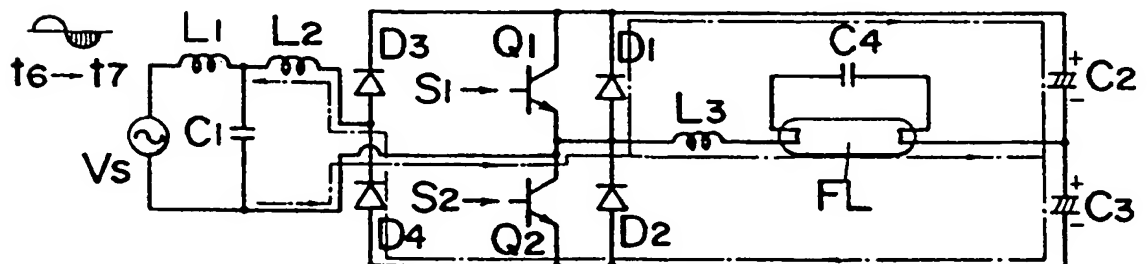 t6→t7
L1
L2
D3
Q1
D1
C4
S1→
C2
+
-
L3
C1
Vs
S2→
FL
C3
+
-
D4
Q2
D2